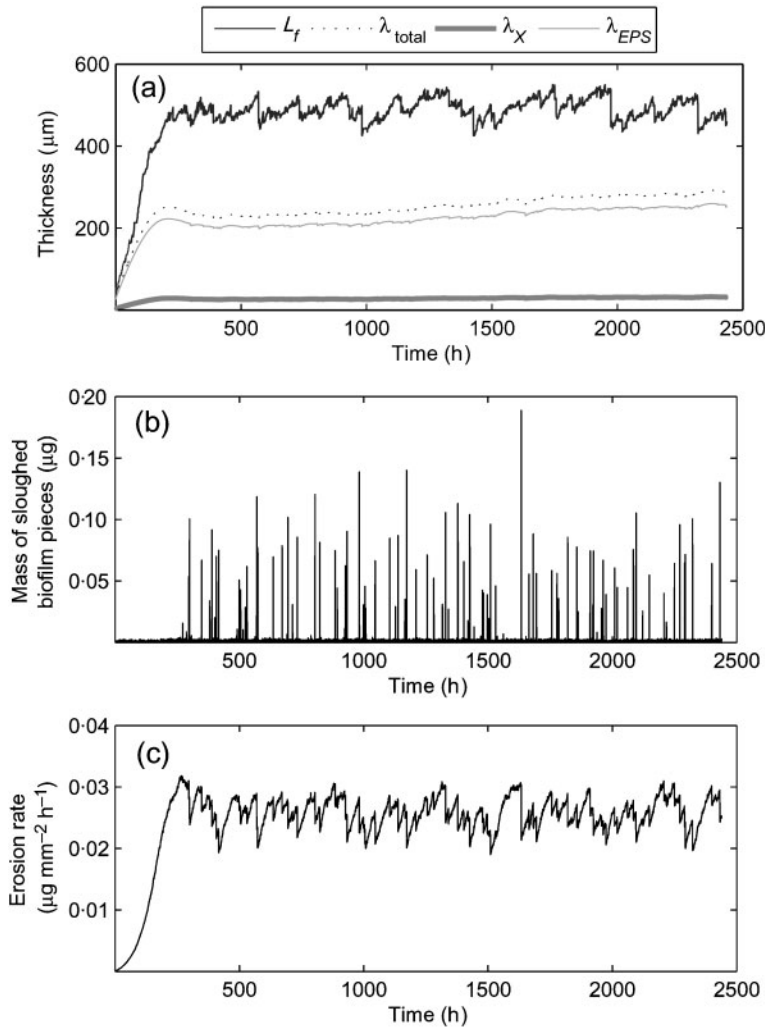 L_f λ_total λ_X λ_EPS
(a)
Thickness (μm)
600
400
200
500 1000 1500 2000 2500
Time (h)
(b)
Mass of sloughed
biofilm pieces (μg)
0·20
0·15
0·10
0·05
500 1000 1500 2000 2500
Time (h)
(c)
Erosion rate
(μg mm⁻² h⁻¹)
0·04
0·03
0·02
0·01
500 1000 1500 2000 2500
Time (h)